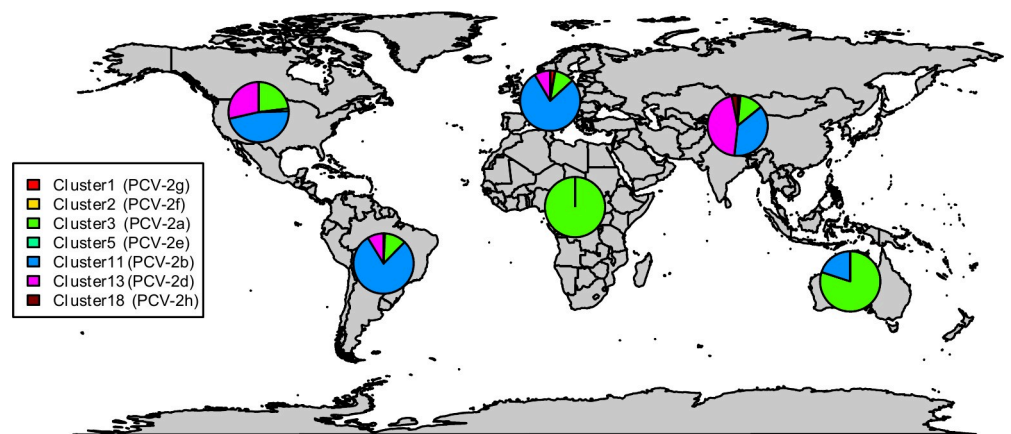 Cluster1 (PCV-2g)
Cluster2 (PCV-2f)
Cluster3 (PCV-2a)
Cluster5 (PCV-2e)
Cluster11 (PCV-2b)
Cluster13 (PCV-2d)
Cluster18 (PCV-2h)